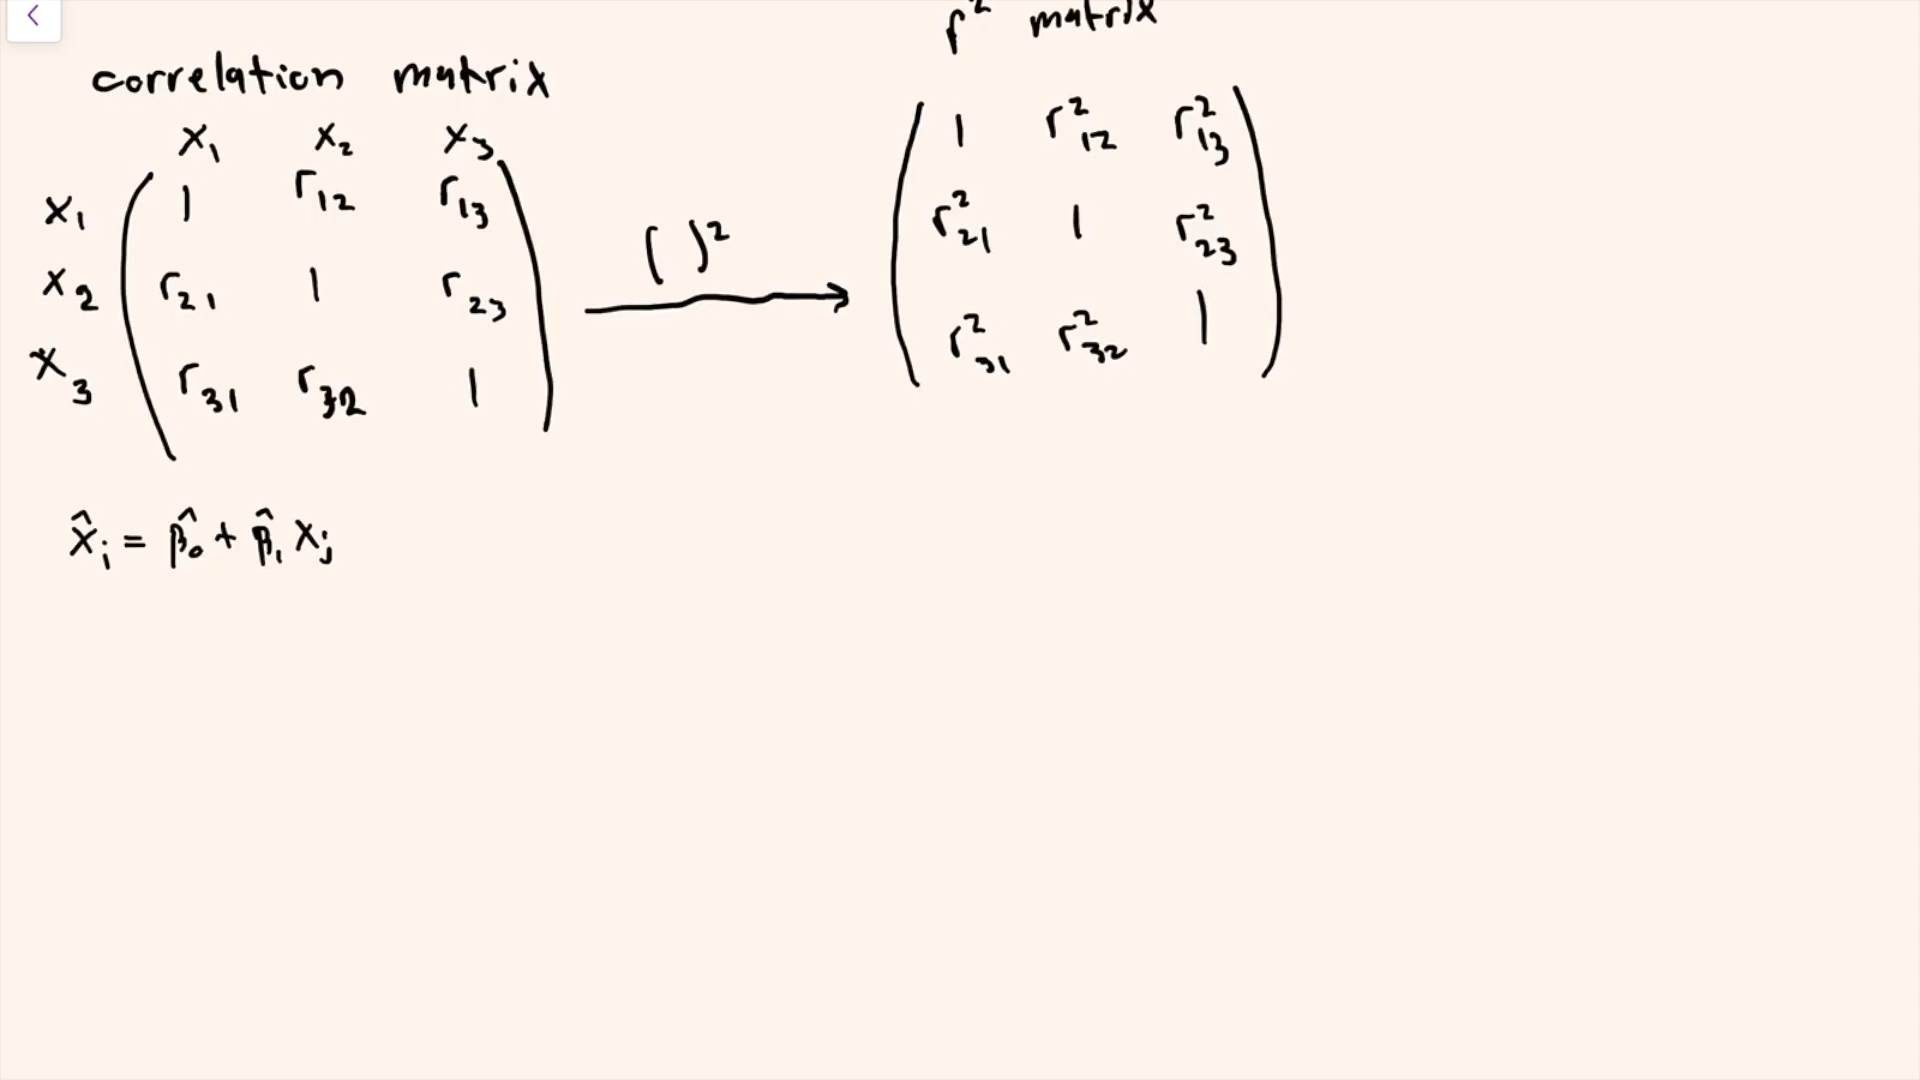 correlation matrix
x₁ x₂ x₃
x₁ 1 r₁₂ r₁₃
x₂ r₂₁ 1 r₂₃
x₃ r₃₁ r₃₂ 1
( )²
r² matrix
1 r²₁₂ r²₁₃
r²₂₁ 1 r²₂₃
r²₃₁ r²₃₂ 1
x̂ᵢ = β̂₀ + β̂₁ xⱼ